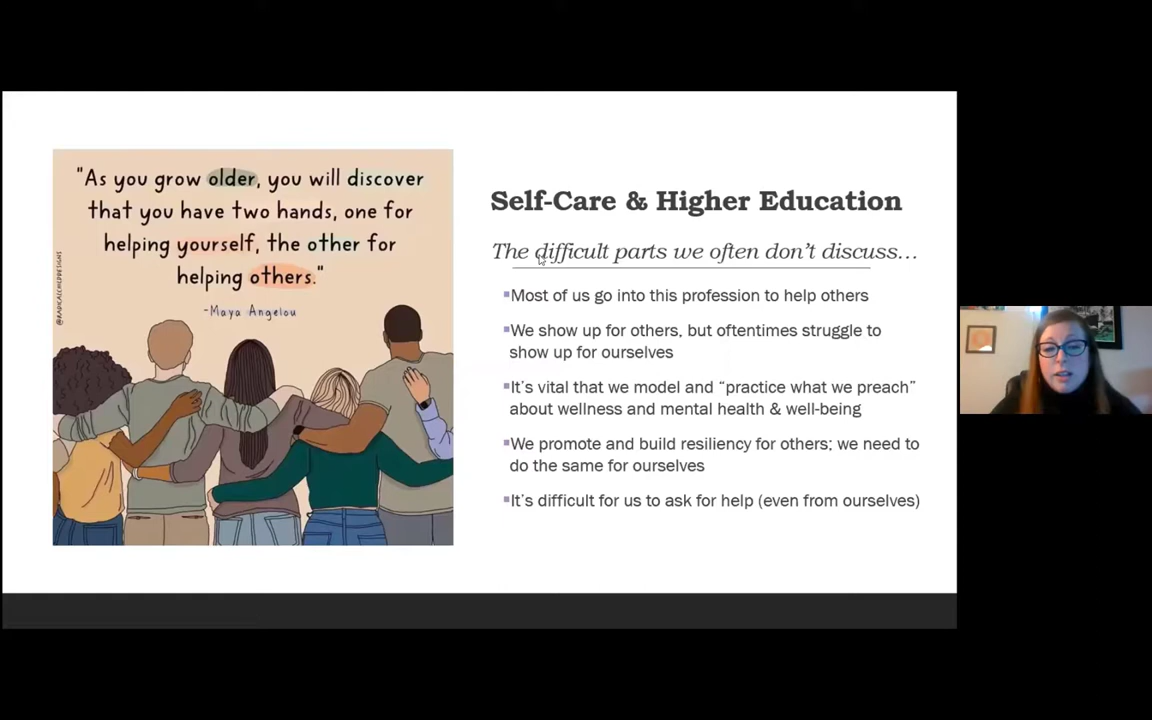 "As you grow older, you will discover
that you have two hands, one for
helping yourself, the other for
helping others."
-Maya Angelou
@RADICALCHILDDESIGNS
Self-Care & Higher Education
The difficult parts we often don't discuss…
▪Most of us go into this profession to help others
▪We show up for others, but oftentimes struggle to
show up for ourselves
▪It's vital that we model and “practice what we preach”
about wellness and mental health & well-being
▪We promote and build resiliency for others; we need to
do the same for ourselves
▪It's difficult for us to ask for help (even from ourselves)